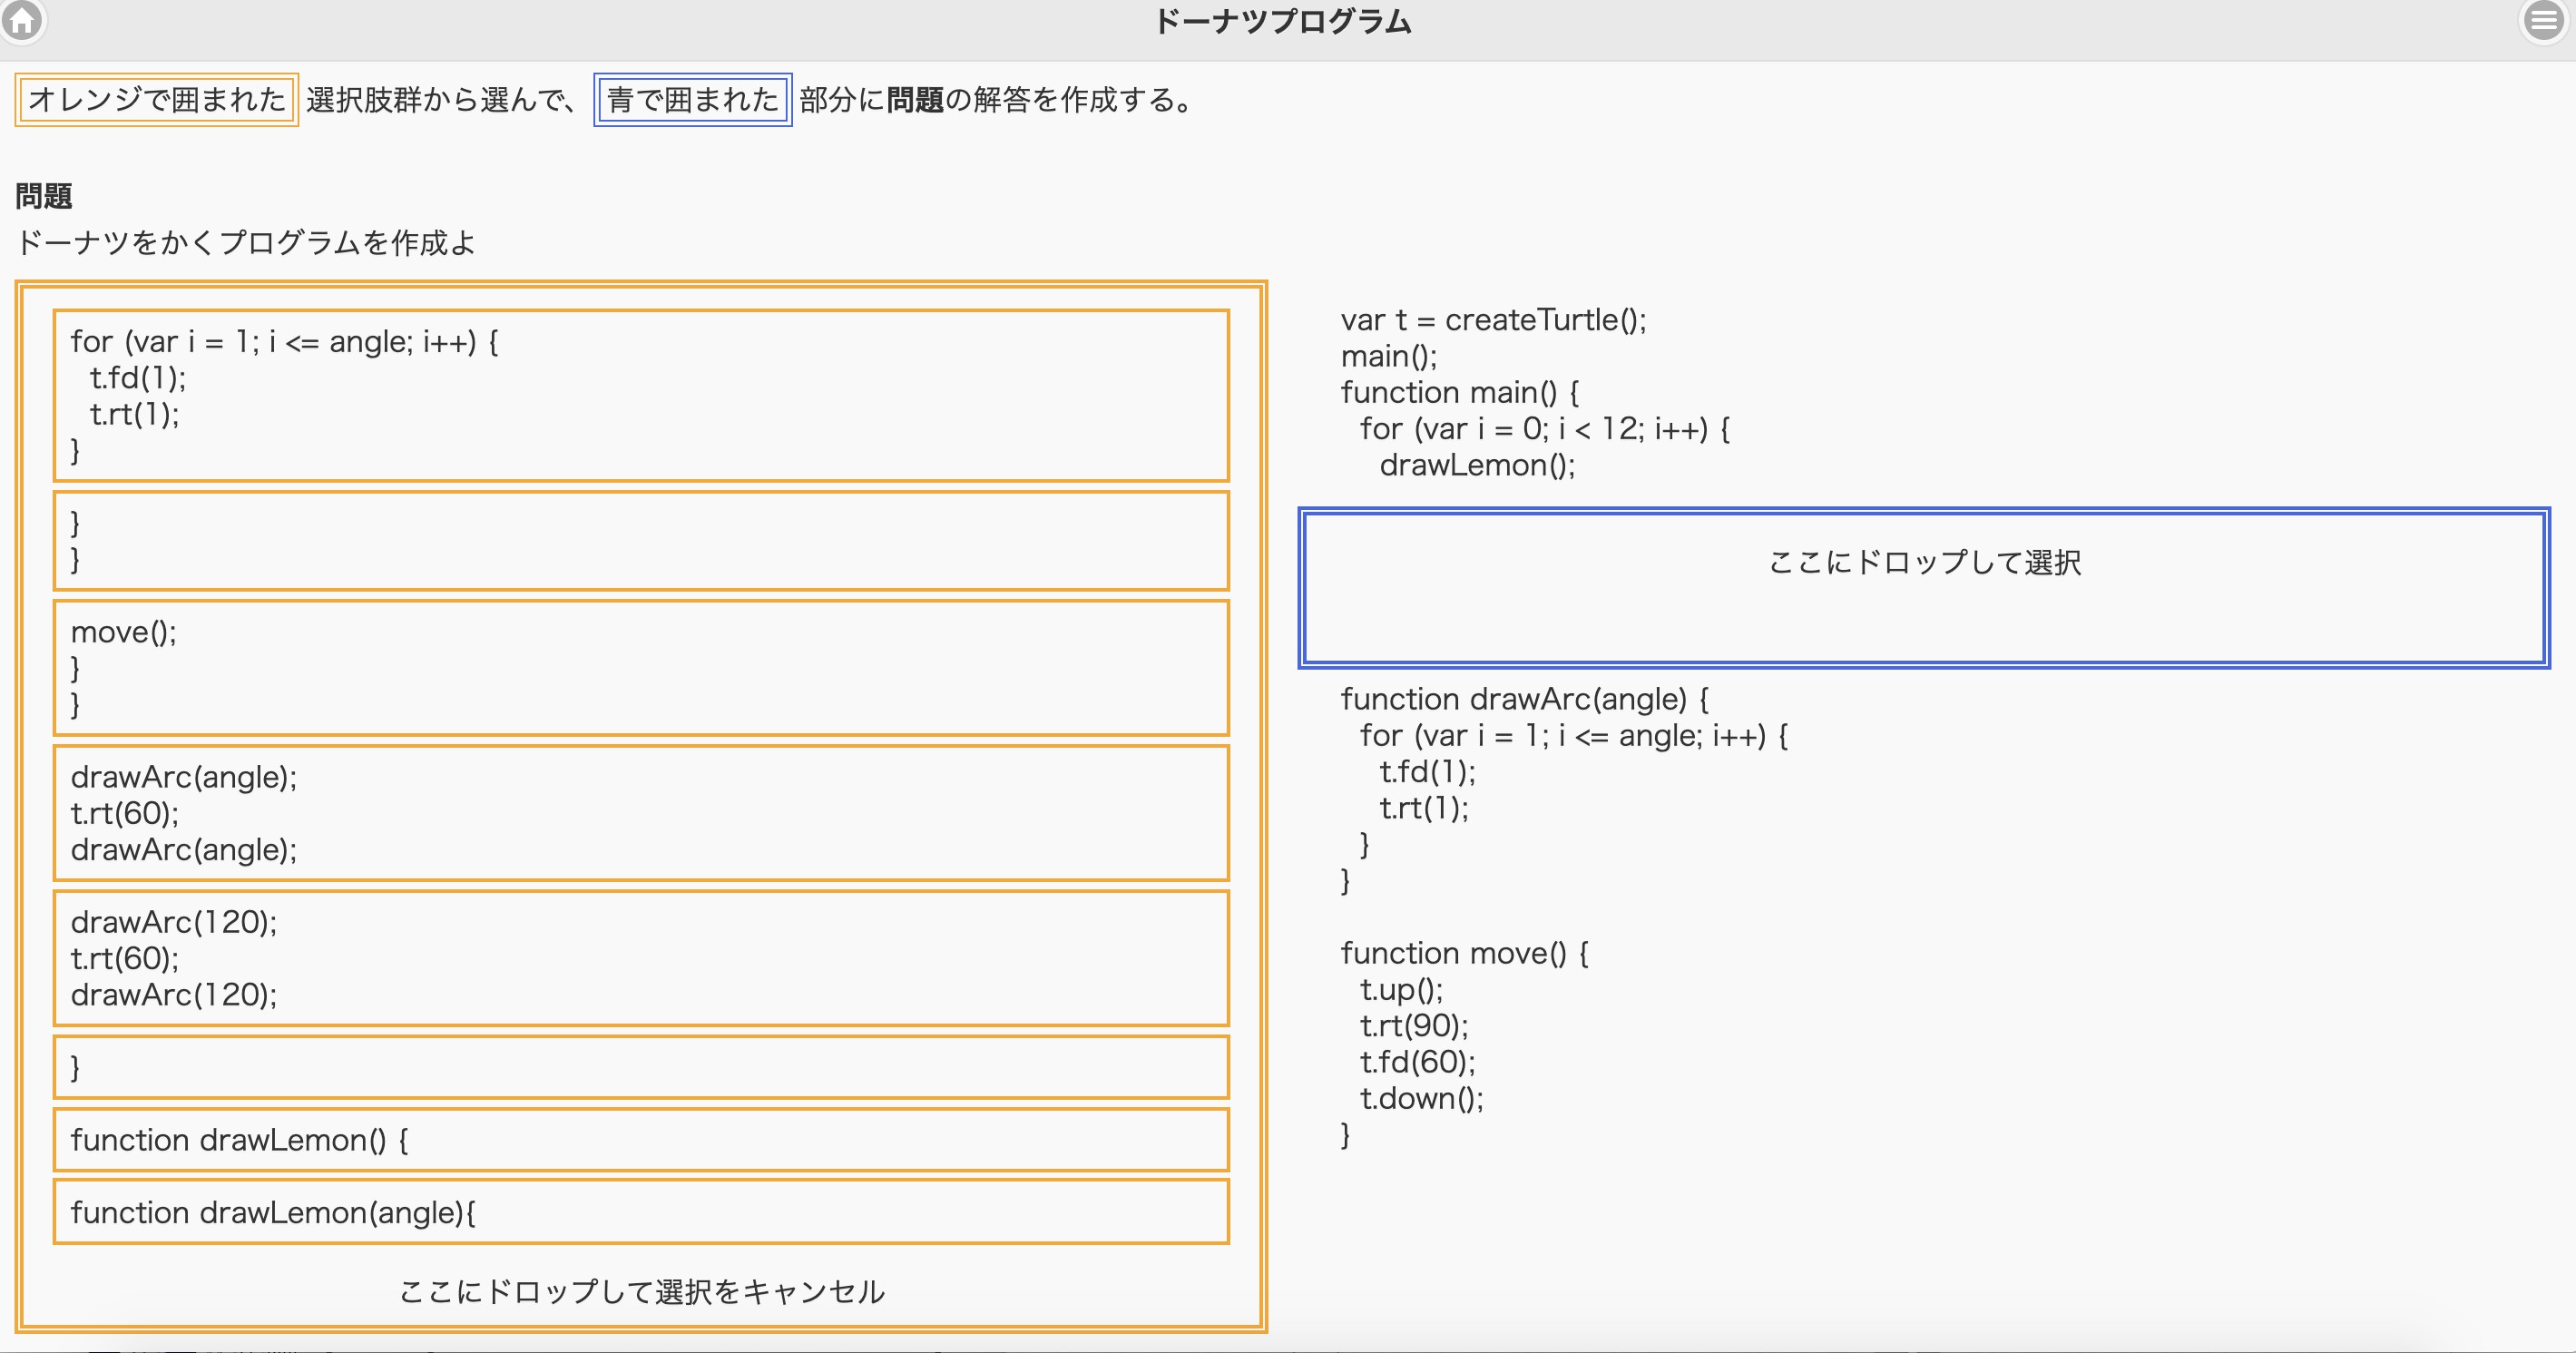 ドーナツプログラム
オレンジで囲まれた 選択肢群から選んで、 青で囲まれた 部分に問題の解答を作成する。
問題
ドーナツをかくプログラムを作成よ
for (var i = 1; i <= angle; i++) {
t.fd(1);
t.rt(1);
}
}
}
move();
}
}
drawArc(angle);
t.rt(60);
drawArc(angle);
drawArc(120);
t.rt(60);
drawArc(120);
}
function drawLemon() {
function drawLemon(angle){
ここにドロップして選択をキャンセル
var t = createTurtle();
main();
function main() {
for (var i = 0; i < 12; i++) {
drawLemon();
ここにドロップして選択
function drawArc(angle) {
for (var i = 1; i <= angle; i++) {
t.fd(1);
t.rt(1);
}
}
function move() {
t.up();
t.rt(90);
t.fd(60);
t.down();
}